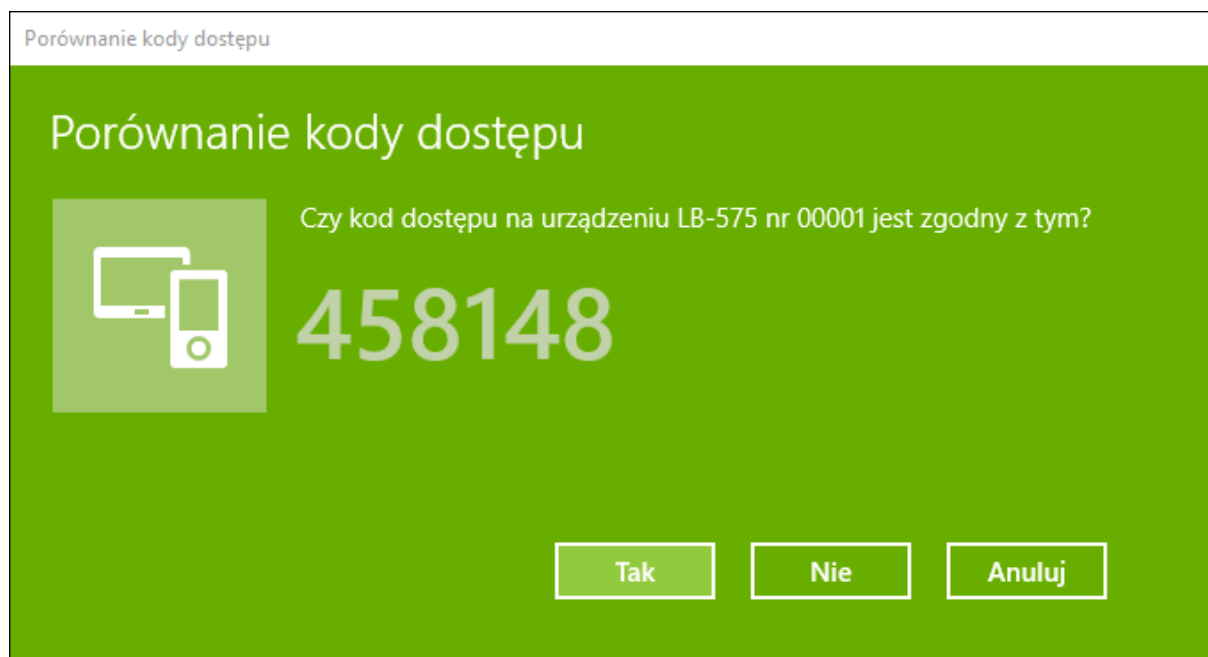 Porównanie kody dostępu
Porównanie kody dostępu
Czy kod dostępu na urządzeniu LB-575 nr 00001 jest zgodny z tym?
458148
Tak Nie Anuluj